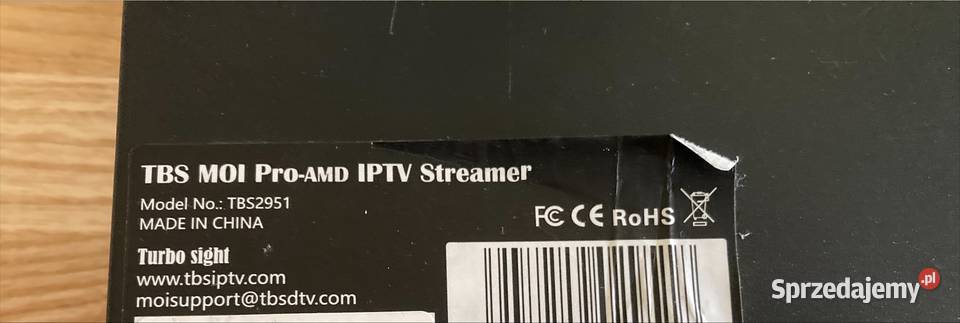 TBS MOI Pro-AMD IPTV Streamer
Model No.: TBS2951
MADE IN CHINA
FC CE RoHS
Turbo sight
www.tbsiptv.com
moisupport@tbsdtv.com
Sprzedajemy.pl